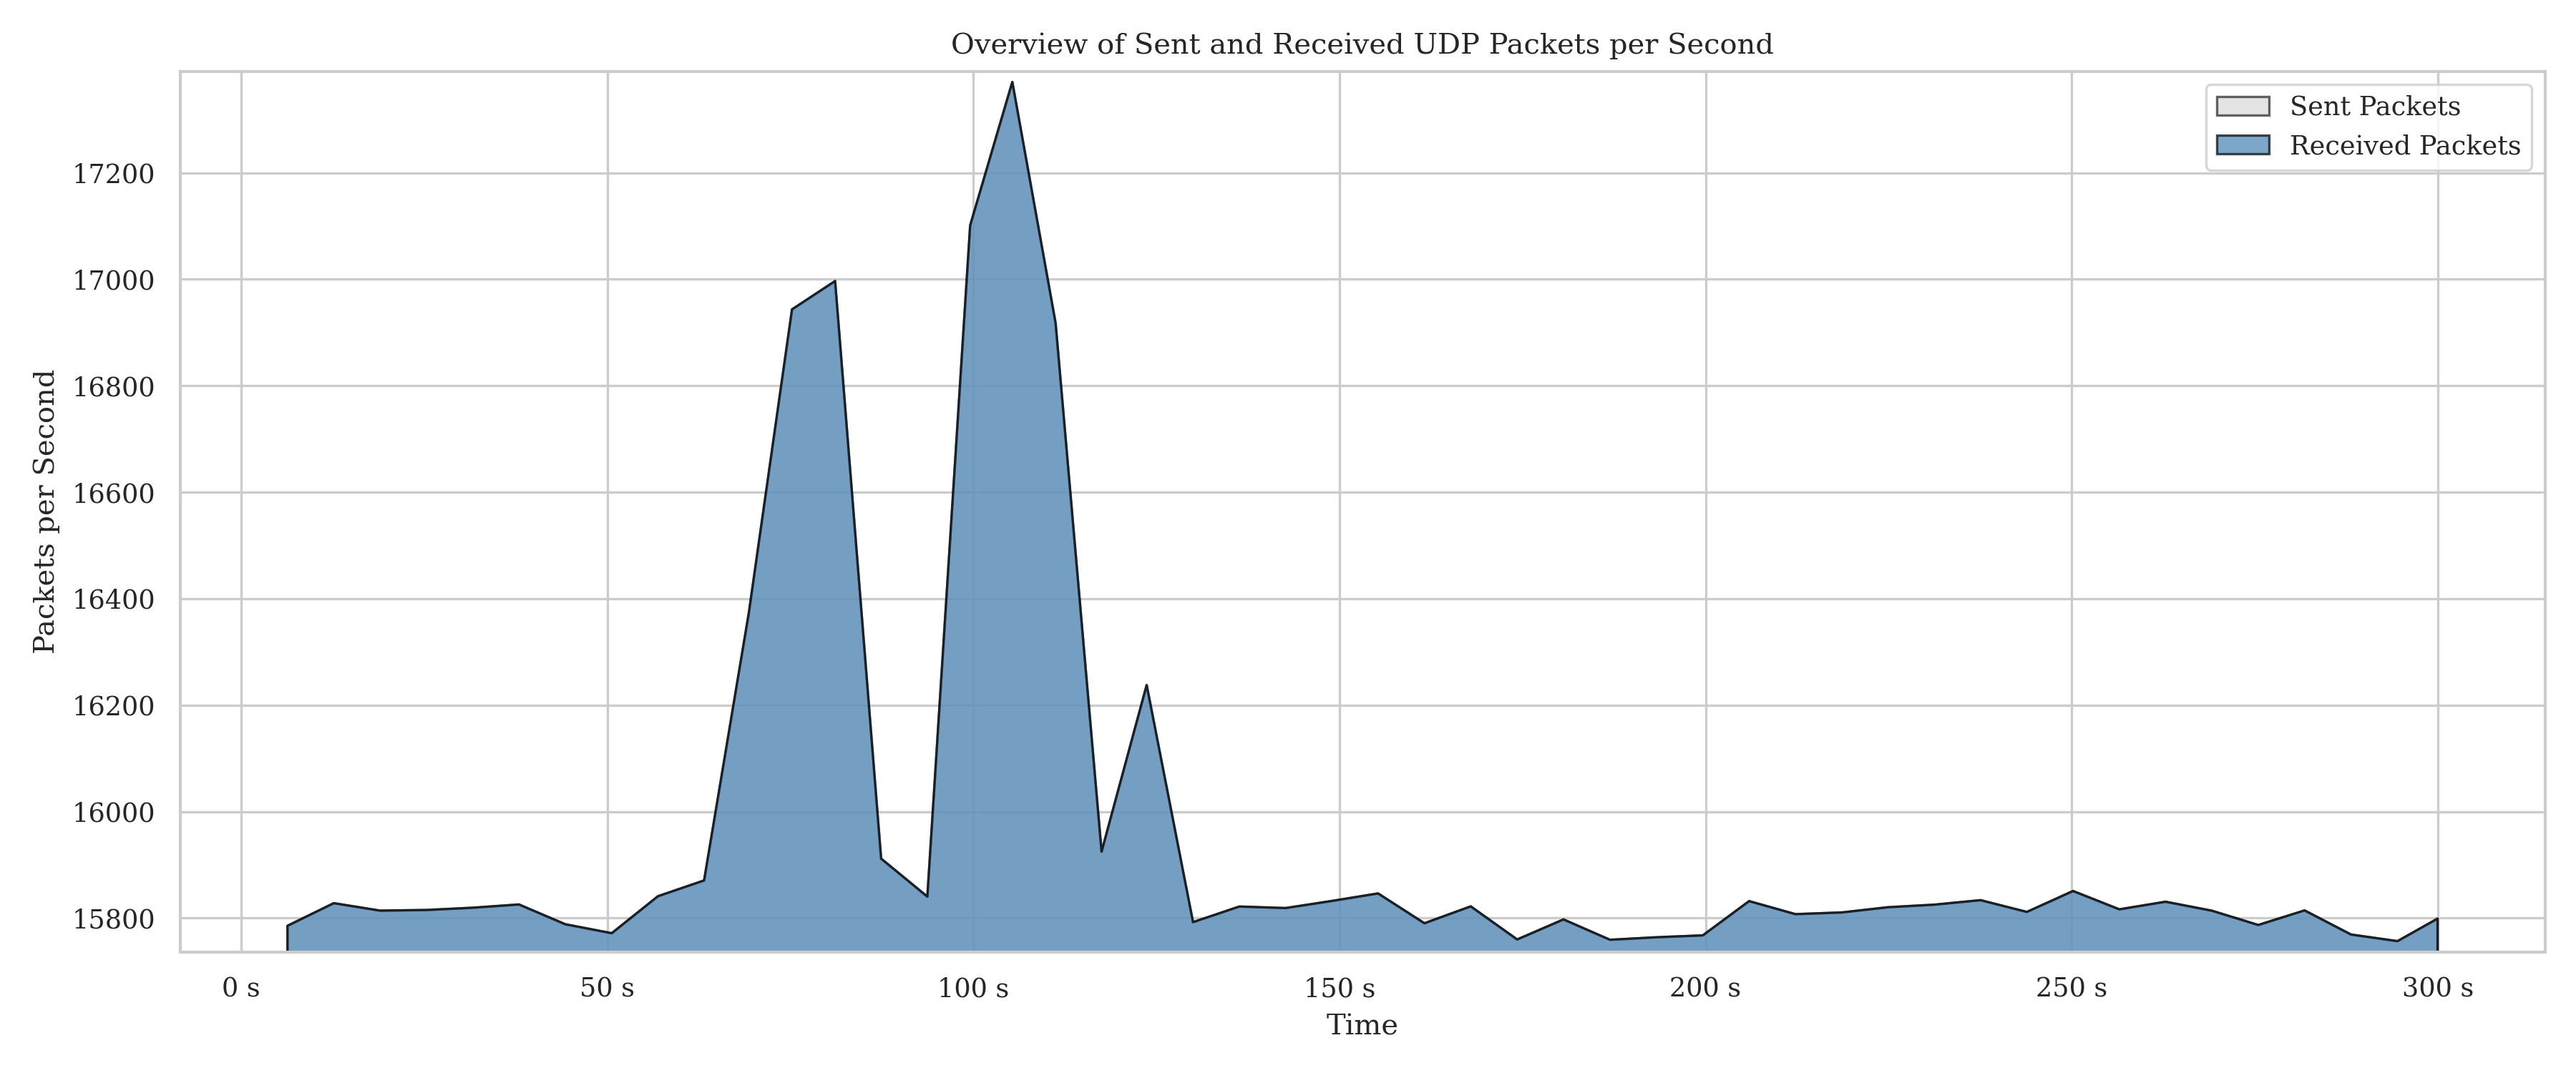 Overview of Sent and Received UDP Packets per Second
Sent Packets
Received Packets
Packets per Second
17200
17000
16800
16600
16400
16200
16000
15800
0 s
50 s
100 s
150 s
200 s
250 s
300 s
Time